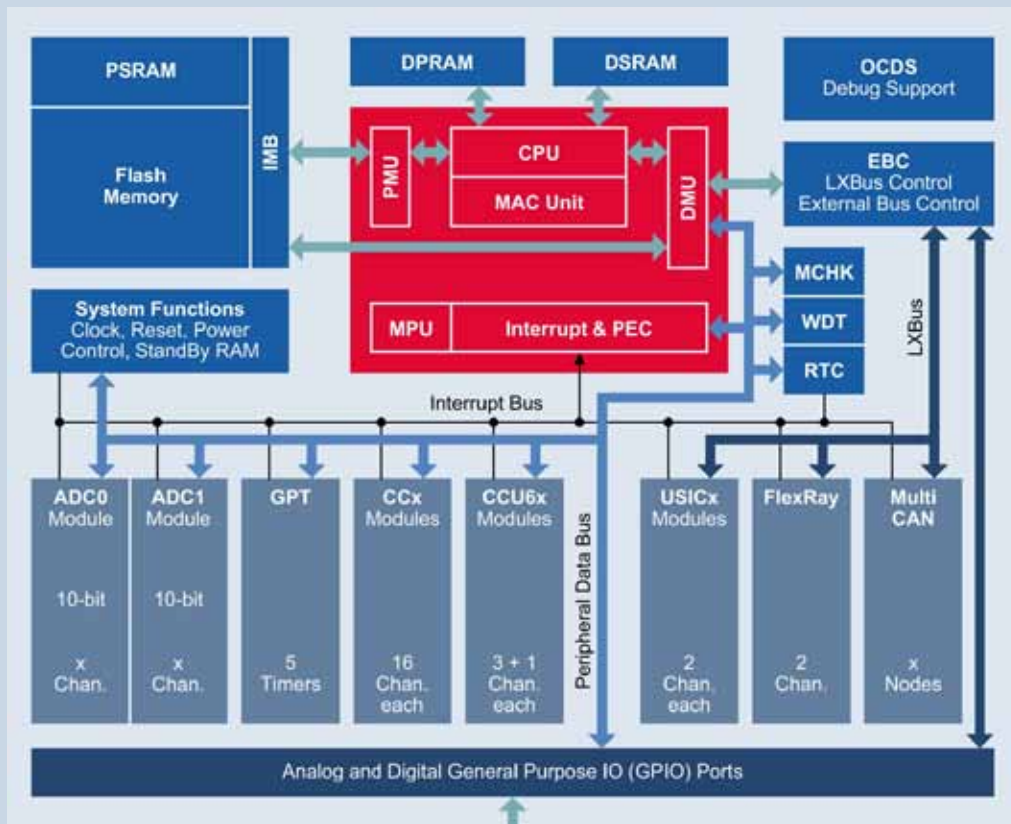 PSRAM
Flash
Memory
IMB
DPRAM
DSRAM
OCDS
Debug Support
PMU
CPU
MAC Unit
DMU
EBC
LXBus Control
External Bus Control
MPU
Interrupt & PEC
MCHK
WDT
RTC
LXBus
System Functions
Clock, Reset, Power
Control, StandBy RAM
Interrupt Bus
ADC0
Module
10-bit
x
Chan.
ADC1
Module
10-bit
x
Chan.
GPT
5
Timers
CCx
Modules
16
Chan.
each
CCU6x
Modules
3 + 1
Chan.
each
Peripheral Data Bus
USICx
Modules
2
Chan.
each
FlexRay
2
Chan.
Multi
CAN
x
Nodes
Analog and Digital General Purpose IO (GPIO) Ports